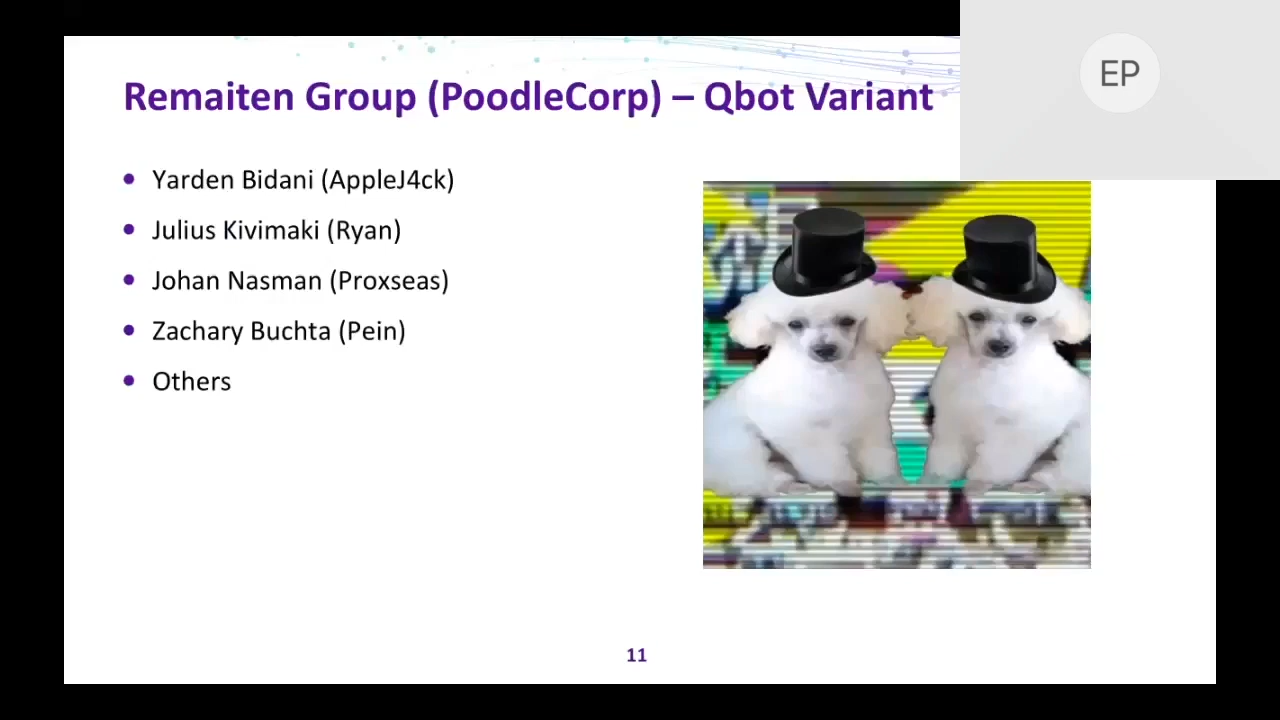 EP
Remaiten Group (PoodleCorp) – Qbot Variant
• Yarden Bidani (AppleJ4ck)
• Julius Kivimaki (Ryan)
• Johan Nasman (Proxseas)
• Zachary Buchta (Pein)
• Others
11